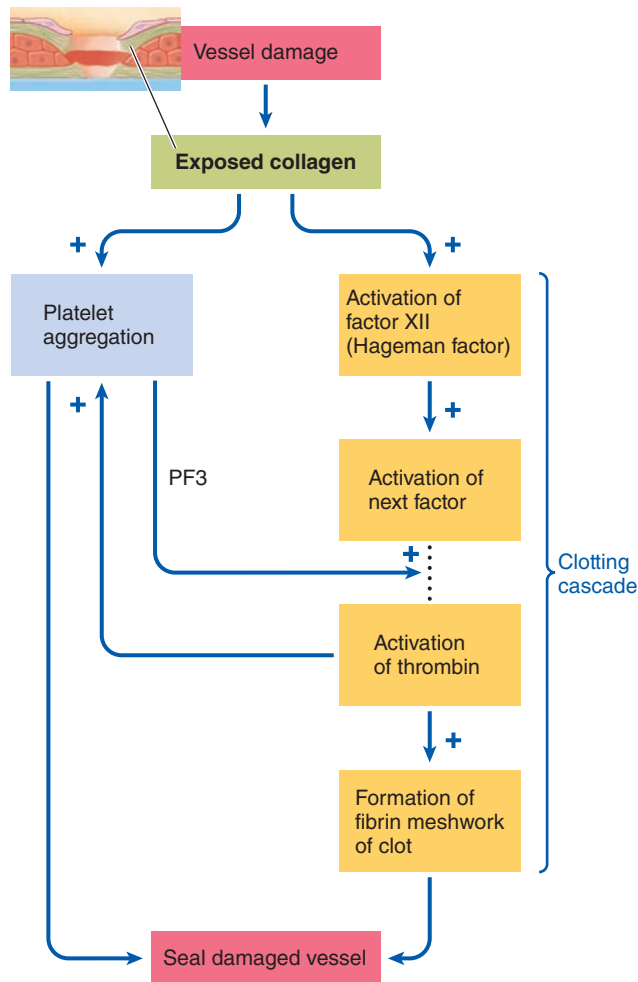 Vessel damage
Exposed collagen
+
+
Platelet
aggregation
Activation of
factor XII
(Hageman factor)
+
+
PF3
Activation of
next factor
+
Clotting
cascade
Activation
of thrombin
+
Formation of
fibrin meshwork
of clot
Seal damaged vessel